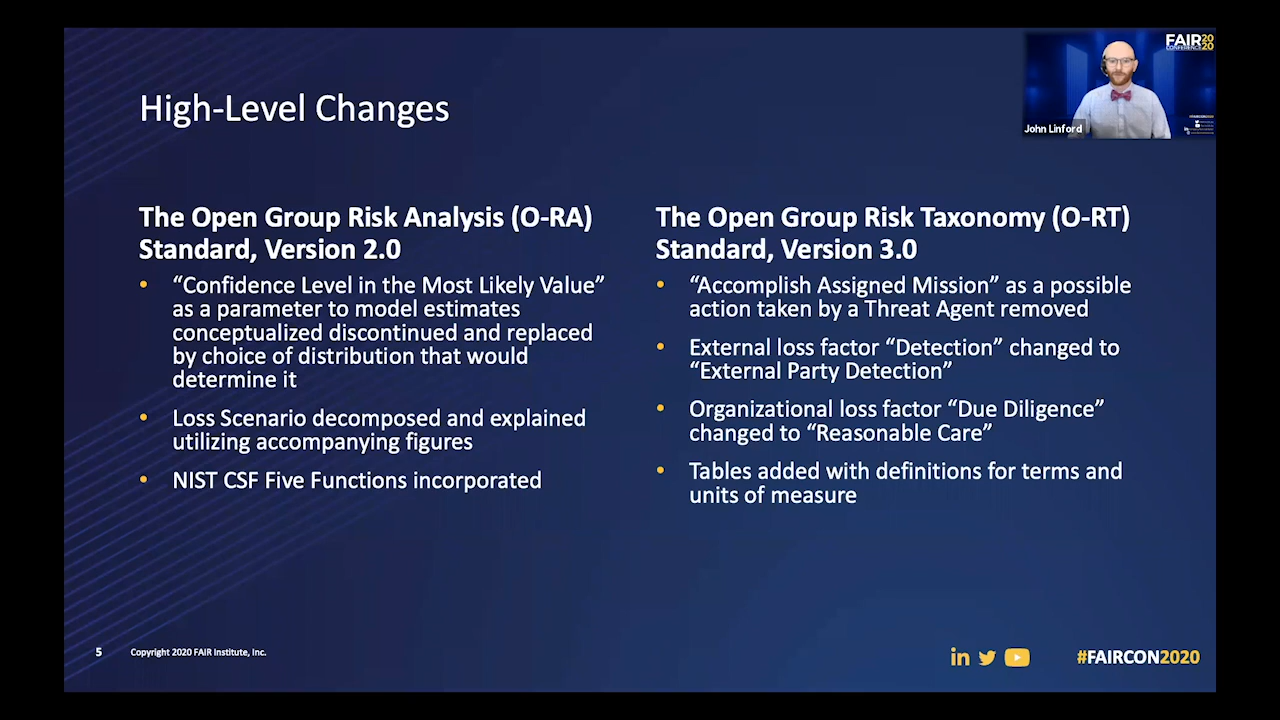 FAIR 20
CONFERENCE 20
John Linford
High-Level Changes
The Open Group Risk Analysis (O-RA)
Standard, Version 2.0
• “Confidence Level in the Most Likely Value”
as a parameter to model estimates
conceptualized discontinued and replaced
by choice of distribution that would
determine it
• Loss Scenario decomposed and explained
utilizing accompanying figures
• NIST CSF Five Functions incorporated
The Open Group Risk Taxonomy (O-RT)
Standard, Version 3.0
• “Accomplish Assigned Mission” as a possible
action taken by a Threat Agent removed
• External loss factor “Detection” changed to
“External Party Detection”
• Organizational loss factor “Due Diligence”
changed to “Reasonable Care”
• Tables added with definitions for terms and
units of measure
5
Copyright 2020 FAIR Institute, Inc.
in
#FAIRCON2020